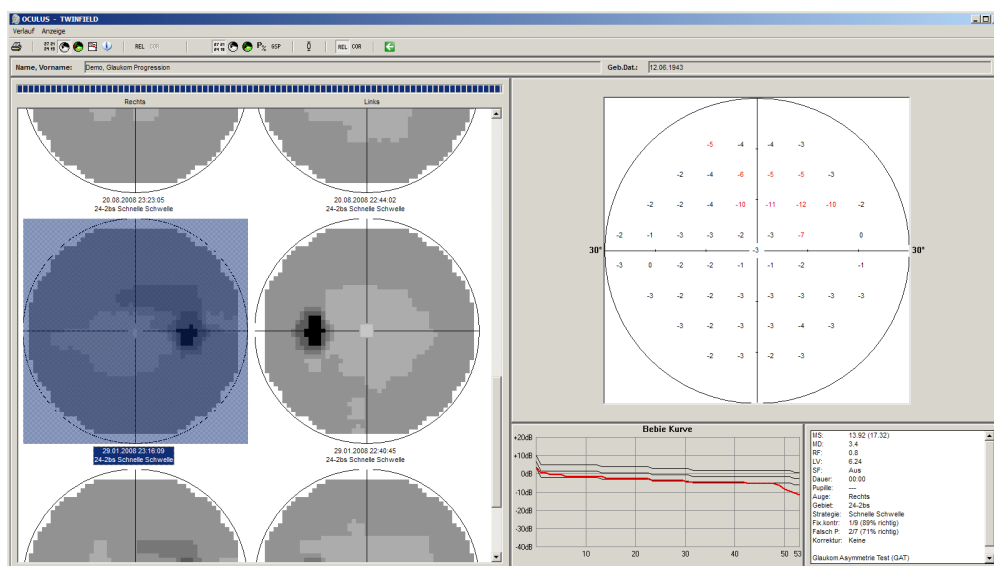 OCULUS - TWINFIELD
Verlauf Anzeige
REL COR P% GSP REL COR
Name, Vorname: Demo, Glaukom Progression Geb.Dat.: 12.06.1943
Rechts Links
20.08.2008 23:23:05 20.08.2008 22:44:02
24-2bs Schnelle Schwelle 24-2bs Schnelle Schwelle
29.01.2008 23:16:09 29.01.2008 22:40:45
24-2bs Schnelle Schwelle 24-2bs Schnelle Schwelle
-5 -4 -4 -3
-2 -4 -6 -5 -5 -3
-2 -2 -4 -10 -11 -12 -10 -2
-2 -1 -3 -3 -2 -3 -7 0
30° -3 30°
-3 0 -2 -2 -1 -1 -2 -1
-3 -2 -2 -2 -3 -3 -3 -3
-3 -2 -3 -3 -3 -4
-2 -3 -2 -3
Bebie Kurve
+20dB
+10dB
0dB
-10dB
-20dB
-30dB
-40dB
10 20 30 40 50 53
MS: 13.92 (17.32)
MD: 3.4
RF: 0.8
LV: 6.24
SF: Aus
Dauer: 00:00
Pupille: ---
Auge: Rechts
Gebiet: 24-2bs
Strategie: Schnelle Schwelle
Fix.kontr: 1/9 (89% richtig)
Falsch P: 2/7 (71% richtig)
Korrektur: Keine
Glaukom Asymmetrie Test (GAT)